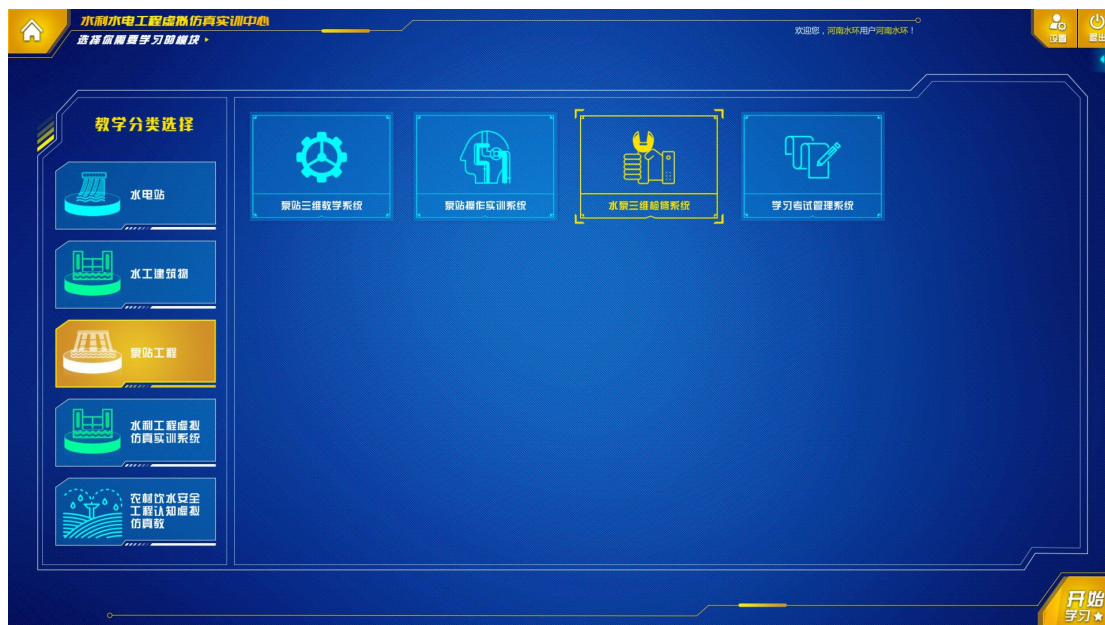 水利水电工程虚拟仿真实训中心
选择你需要学习的模块
欢迎您，河南水环用户河南水环！
设置
退出
教学分类选择
水电站
水工建筑物
泵站工程
水利工程虚拟
仿真实训系统
农村饮水安全
工程认知虚拟
仿真教
泵站三维教学系统
泵站操作实训系统
水泵三维检修系统
学习考试管理系统
开始
学习